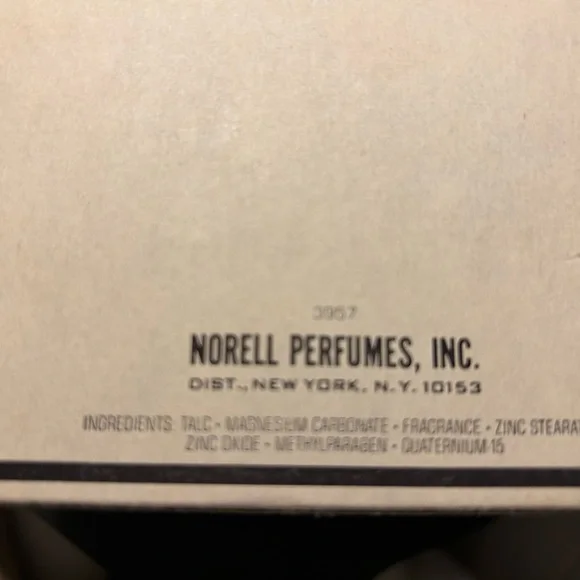 3957
NORELL PERFUMES, INC.
DIST., NEW YORK, N.Y. 10153
INGREDIENTS: TALC • MAGNESIUM CARBONATE • FRAGRANCE • ZINC STEARAT
ZINC OXIDE • METHYLPARABEN • QUATERNIUM-15